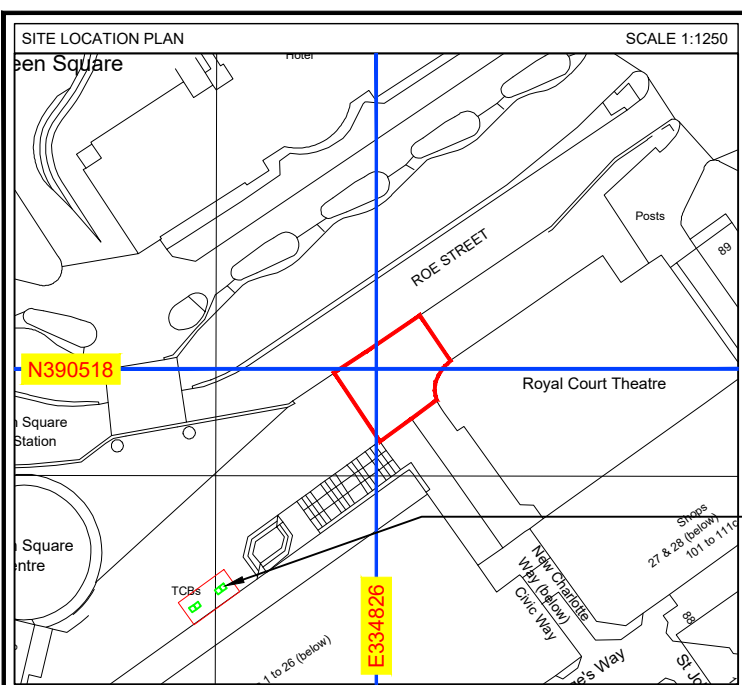 SITE LOCATION PLAN
SCALE 1:1250
een Square
Hotel
Posts
ROE STREET
89
N390518
Royal Court Theatre
n Square
Station
Shops
27 & 28 (below)
101 to 111c
n Square
entre
TCBs
New Charlotte
Way (below)
Civic Way
E334826
88
1 to 26 (below)
e's Way
St Jo